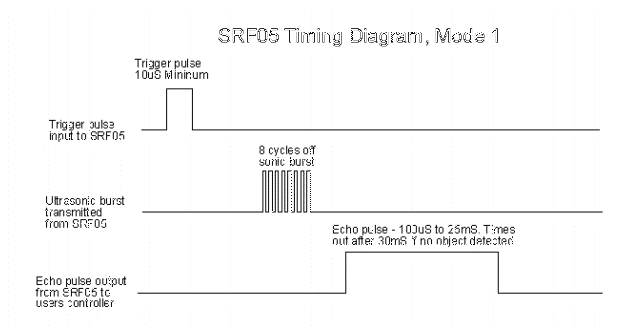 SRF05 Timing Diagram, Mode 1
Trigger pulse
10uS Mininum
Trigger pulse
input to SRF05
8 cycles off
sonic burst
Ultrasonic burst
transmitted
from SRF05
Echo pulse - 100uS to 25mS. Times
out after 30mS if no object detected
Echo pulse output
from SRF05 to
users controller